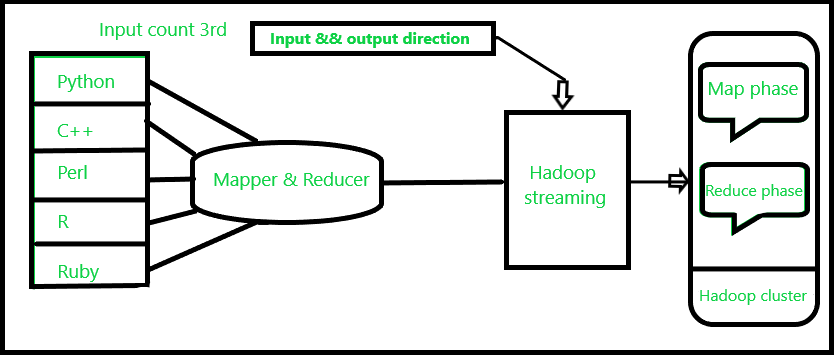 Input count 3rd
Input && output direction
Python
C++
Perl
R
Ruby
Mapper & Reducer
Hadoop
streaming
Map phase
Reduce phase
Hadoop cluster